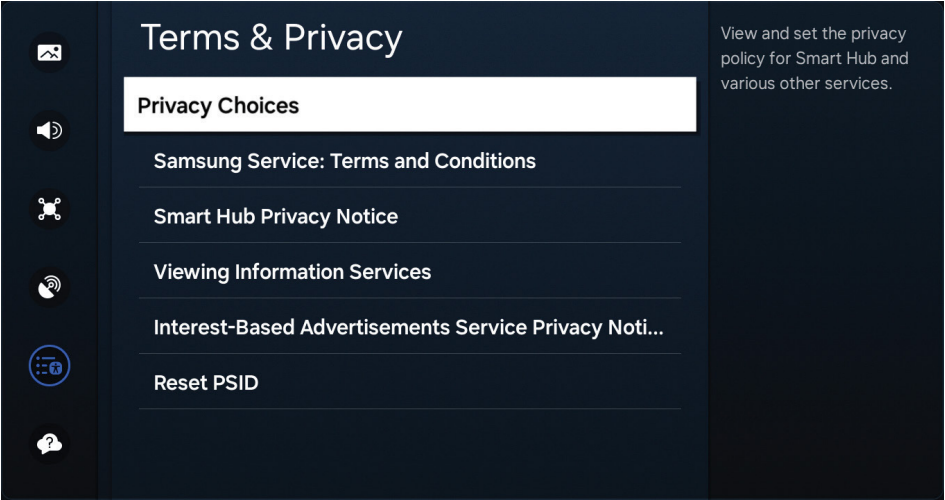 Terms & Privacy
Privacy Choices
Samsung Service: Terms and Conditions
Smart Hub Privacy Notice
Viewing Information Services
Interest-Based Advertisements Service Privacy Noti...
Reset PSID
View and set the privacy
policy for Smart Hub and
various other services.